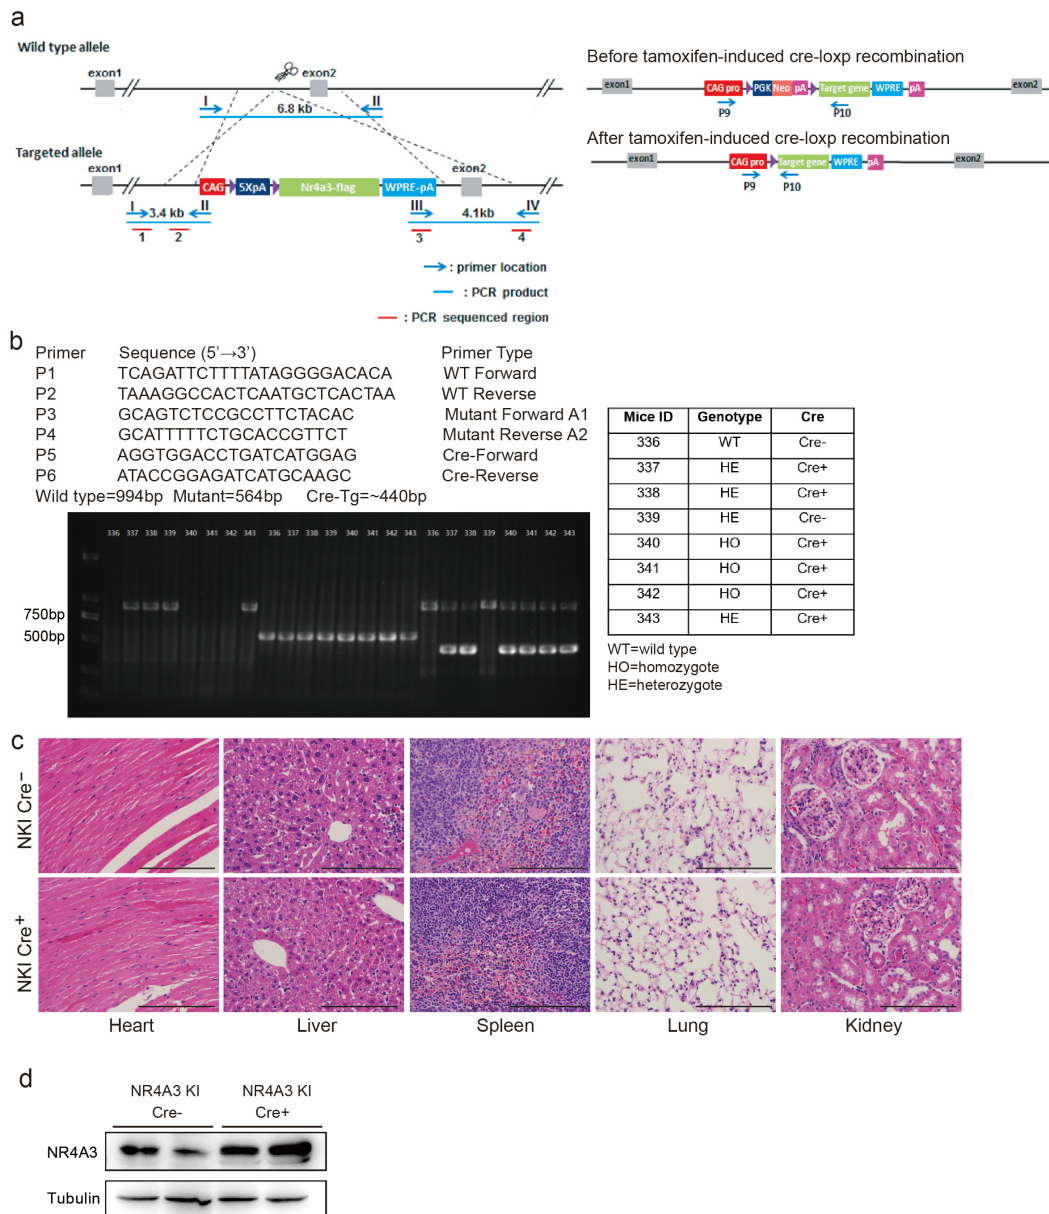 a
Wild type allele
exon1
exon2
I
II
6.8 kb
Targeted allele
exon1
exon2
CAG
5XpA
Nr4a3-flag
WPRE-pA
I
3.4 kb
II
III
4.1kb
IV
1
2
3
4
: primer location
: PCR product
: PCR sequenced region
Before tamoxifen-induced cre-loxp recombination
exon1
CAG pro
PGK
Neo
pA
Target gene
WPRE
pA
exon2
P9
P10
After tamoxifen-induced cre-loxp recombination
exon1
CAG pro
Target gene
WPRE
pA
exon2
P9
P10
b
Primer Sequence (5’→3’) Primer Type
P1 TCAGATTCTTTTATAGGGGACACA WT Forward
P2 TAAAGGCCACTCAATGCTCACTAA WT Reverse
P3 GCAGTCTCCGCCTTCTACAC Mutant Forward A1
P4 GCATTTTTCTGCACCGTTCT Mutant Reverse A2
P5 AGGTGGACCTGATCATGGAG Cre-Forward
P6 ATACCGGAGATCATGCAAGC Cre-Reverse
Wild type=994bp Mutant=564bp Cre-Tg=~440bp
336 337 338 339 340 341 342 343 336 337 338 339 340 341 342 343 336 337 338 339 340 341 342 343
750bp
500bp
Mice ID Genotype Cre
336 WT Cre-
337 HE Cre+
338 HE Cre+
339 HE Cre-
340 HO Cre+
341 HO Cre+
342 HO Cre+
343 HE Cre+
WT=wild type
HO=homozygote
HE=heterozygote
c
NKI Cre⁻
NKI Cre⁺
Heart Liver Spleen Lung Kidney
d
NR4A3 KI NR4A3 KI
Cre- Cre+
NR4A3
Tubulin